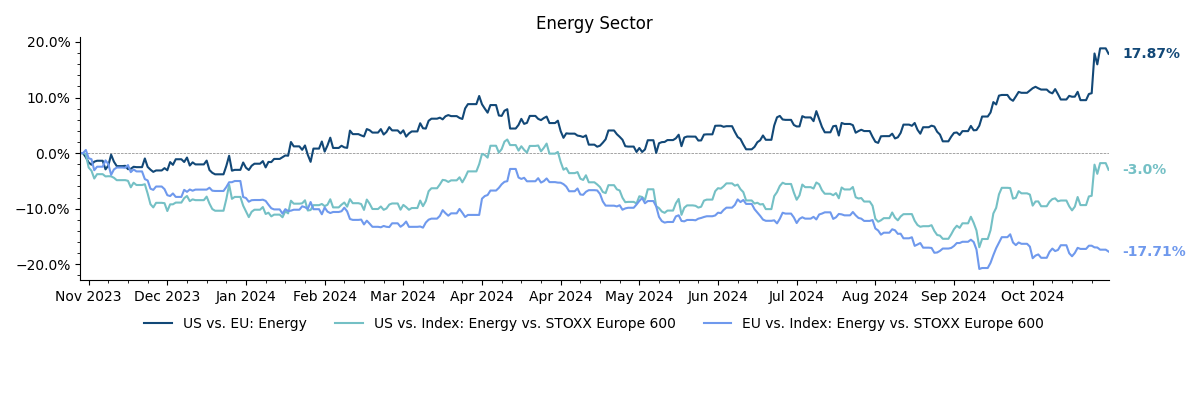 Energy Sector
20.0%
10.0%
0.0%
−10.0%
−20.0%
17.87%
-3.0%
-17.71%
Nov 2023 Dec 2023 Jan 2024 Feb 2024 Mar 2024 Apr 2024 Apr 2024 May 2024 Jun 2024 Jul 2024 Aug 2024 Sep 2024 Oct 2024
US vs. EU: Energy US vs. Index: Energy vs. STOXX Europe 600 EU vs. Index: Energy vs. STOXX Europe 600